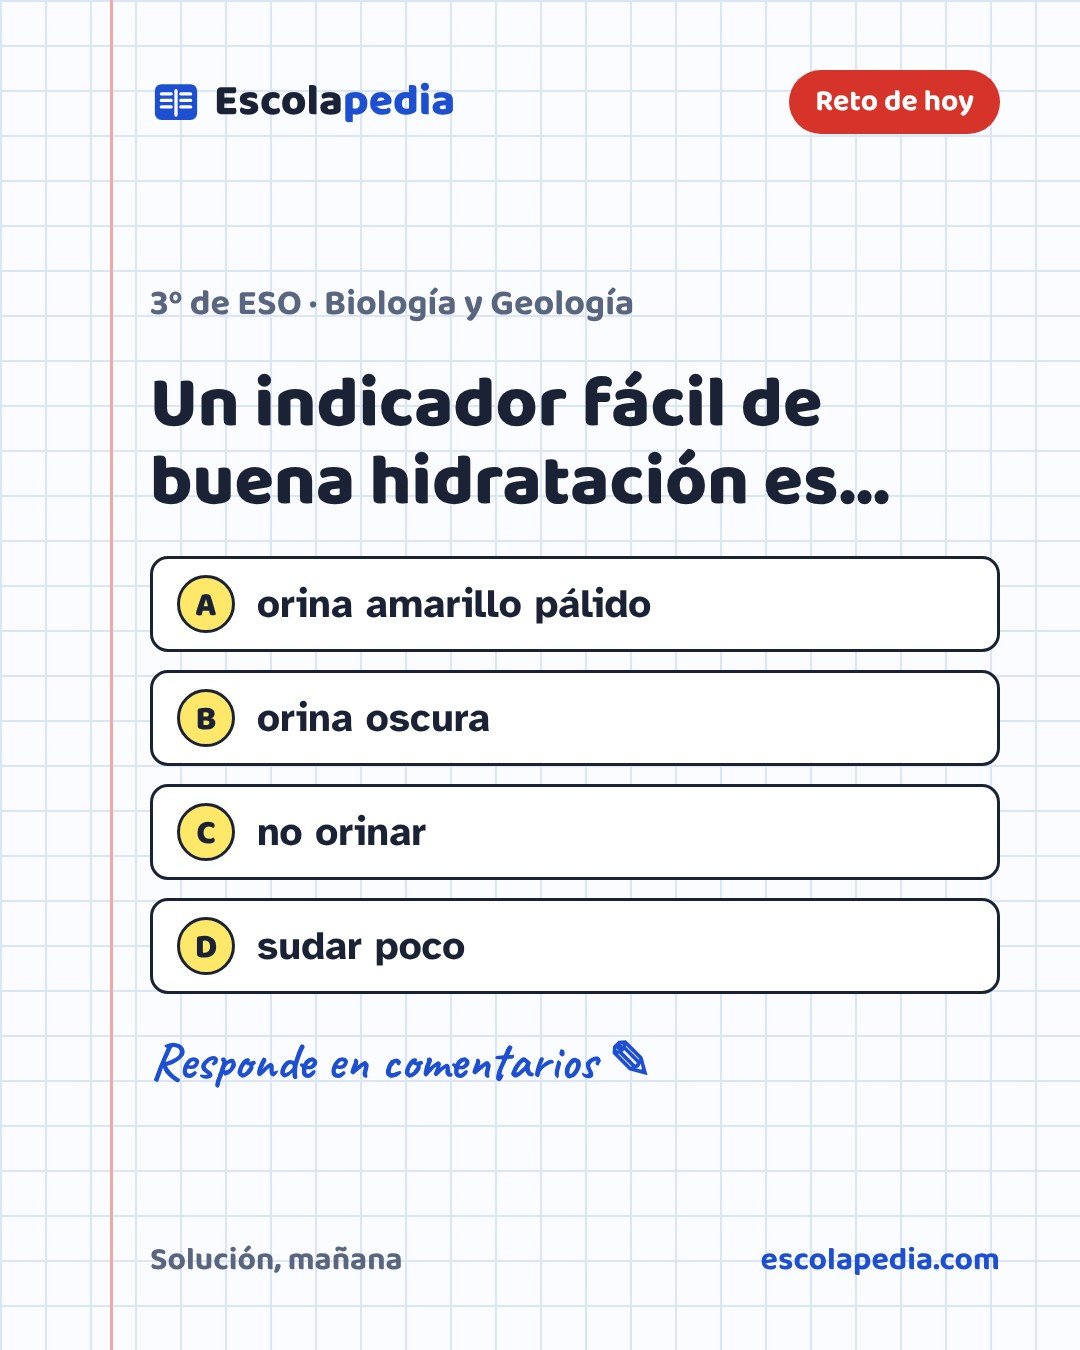 Escolapedia
Reto de hoy
3º de ESO · Biología y Geología
Un indicador fácil de
buena hidratación es...
A orina amarillo pálido
B orina oscura
C no orinar
D sudar poco
Responde en comentarios ✎
Solución, mañana
escolapedia.com